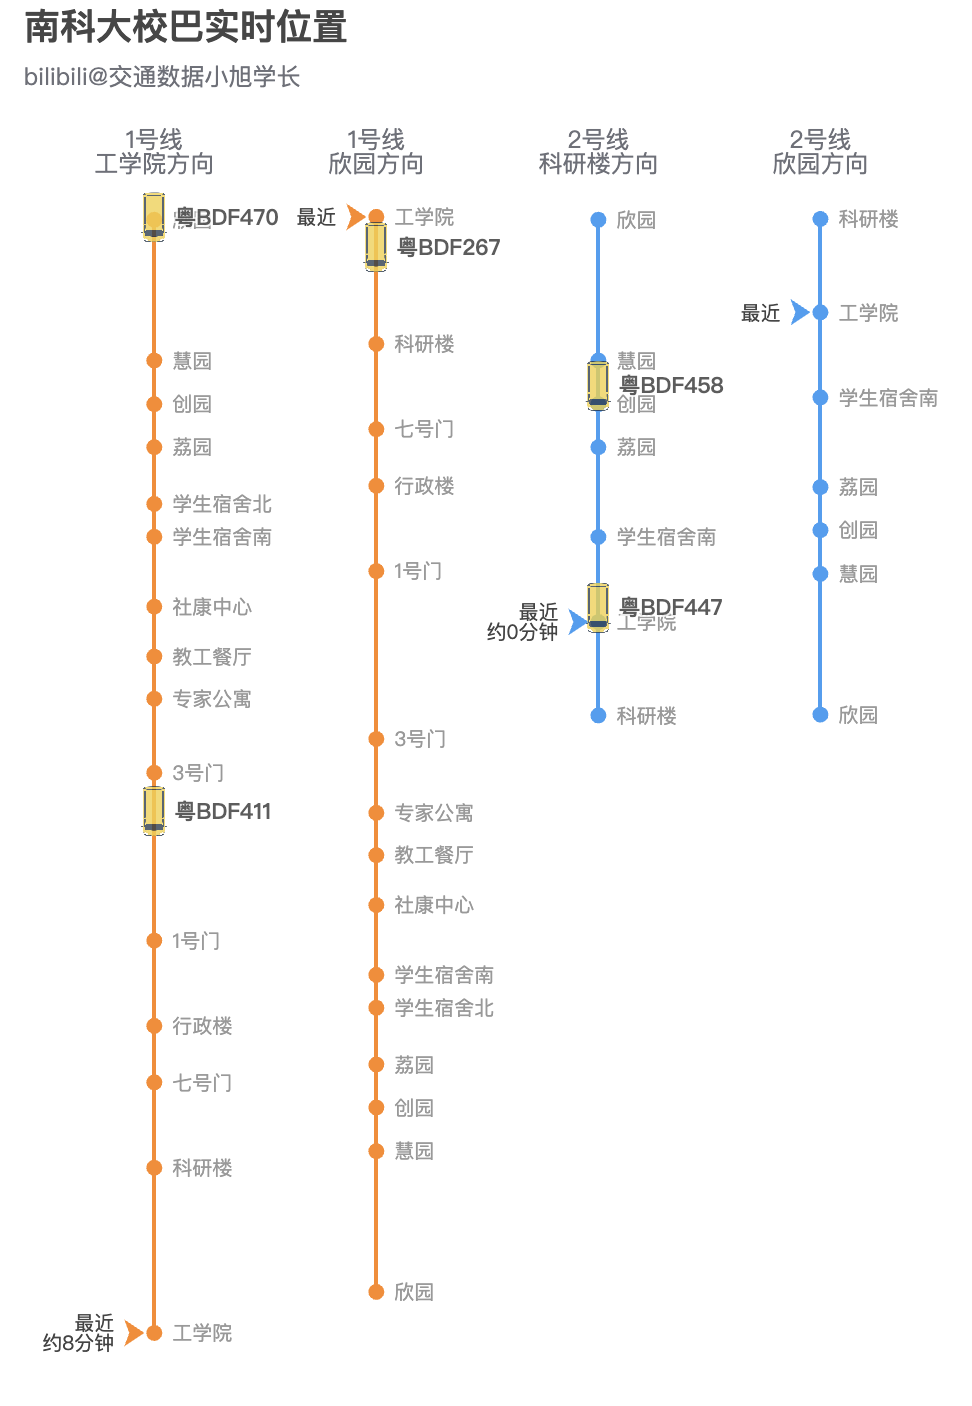 南科大校巴实时位置
bilibili@交通数据小旭学长
1号线
工学院方向
粤BDF470
慧园
创园
荔园
学生宿舍北
学生宿舍南
社康中心
教工餐厅
专家公寓
3号门
粤BDF411
1号门
行政楼
七号门
科研楼
最近
约8分钟
工学院
1号线
欣园方向
最近
工学院
粤BDF267
科研楼
七号门
行政楼
1号门
3号门
专家公寓
教工餐厅
社康中心
学生宿舍南
学生宿舍北
荔园
创园
慧园
欣园
2号线
科研楼方向
欣园
慧园
粤BDF458
创园
荔园
学生宿舍南
粤BDF447
最近
约0分钟
工学院
科研楼
2号线
欣园方向
科研楼
最近
工学院
学生宿舍南
荔园
创园
慧园
欣园